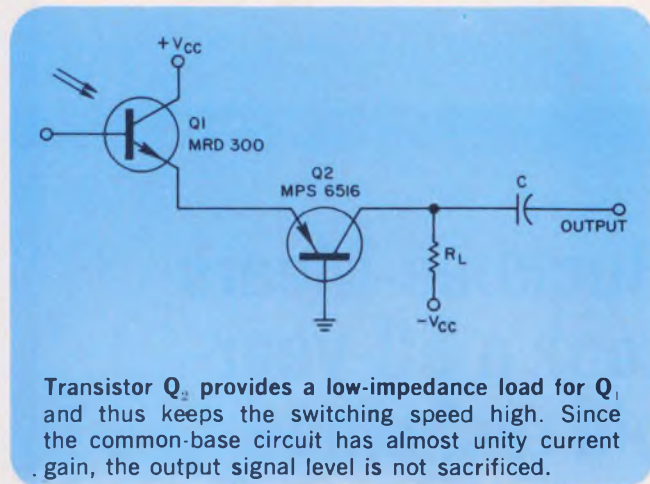 +VCC
Q1
MRD 300
Q2
MPS 6516
C
OUTPUT
RL
-VCC
Transistor Q2 provides a low-impedance load for Q1
and thus keeps the switching speed high. Since
the common-base circuit has almost unity current
gain, the output signal level is not sacrificed.